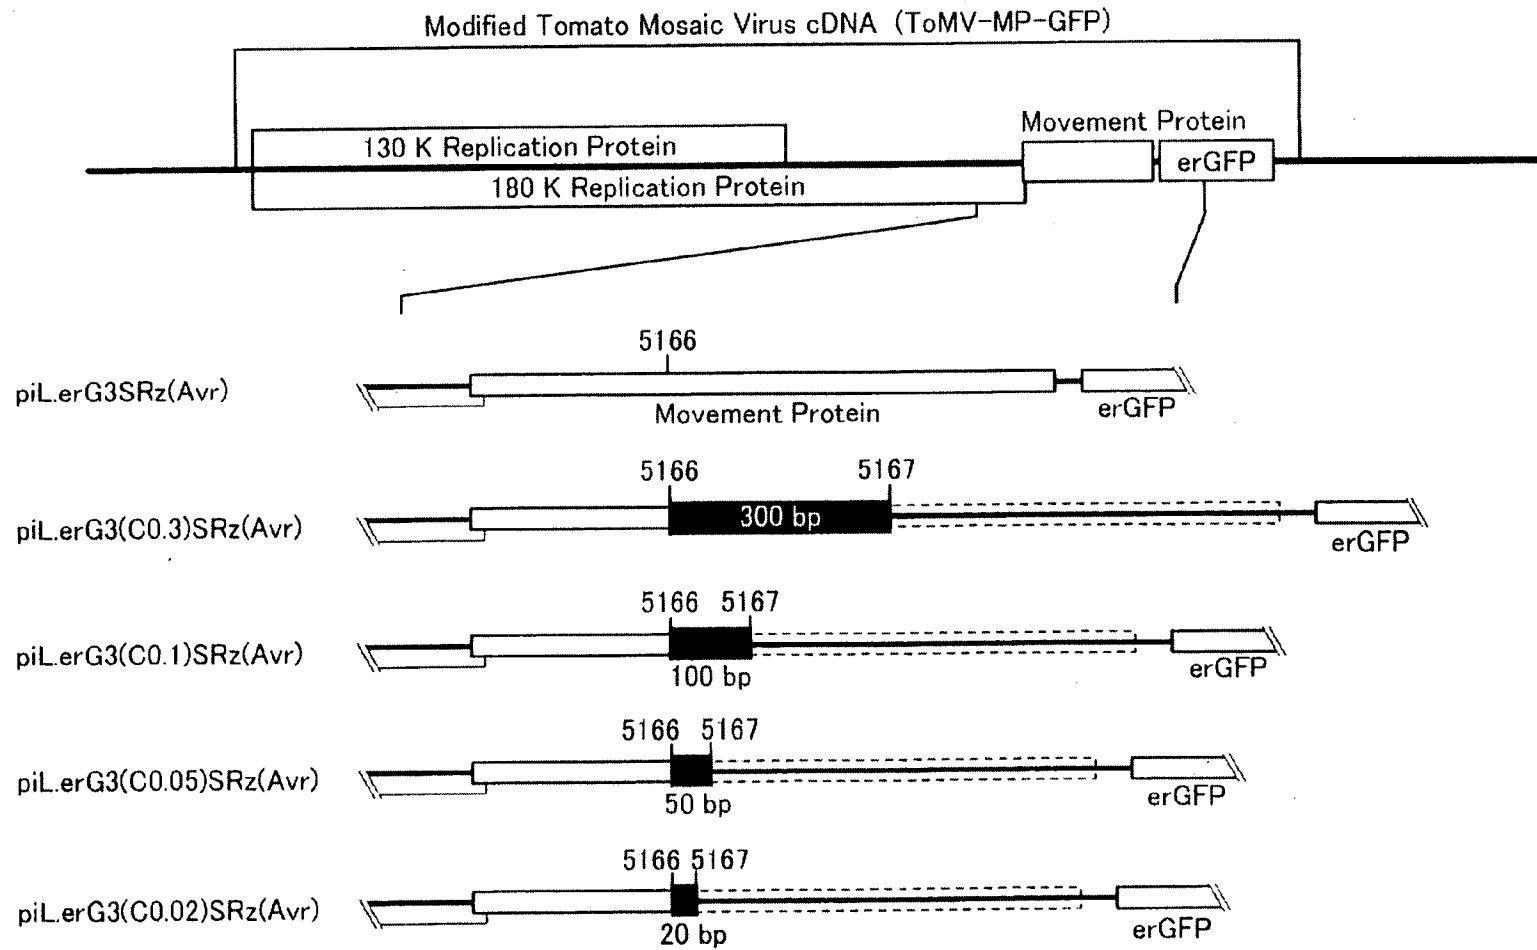 Modified Tomato Mosaic Virus cDNA (ToMV-MP-GFP)
Movement Protein
130 K Replication Protein
erGFP
180 K Replication Protein
5166
piL.erG3SRz(Avr)
Movement Protein
erGFP
5166 5167
piL.erG3(C0.3)SRz(Avr)
300 bp
erGFP
5166 5167
piL.erG3(C0.1)SRz(Avr)
100 bp
erGFP
5166 5167
piL.erG3(C0.05)SRz(Avr)
50 bp
erGFP
5166 5167
piL.erG3(C0.02)SRz(Avr)
20 bp
erGFP